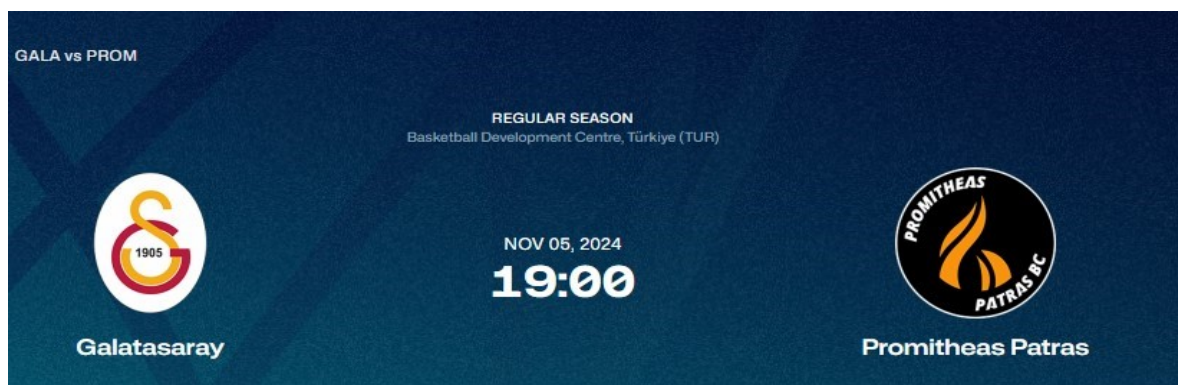 GALA vs PROM
REGULAR SEASON
Basketball Development Centre, Türkiye (TUR)
1905
PROMITHEAS
PATRAS BC
NOV 05, 2024
19:00
Galatasaray
Promitheas Patras